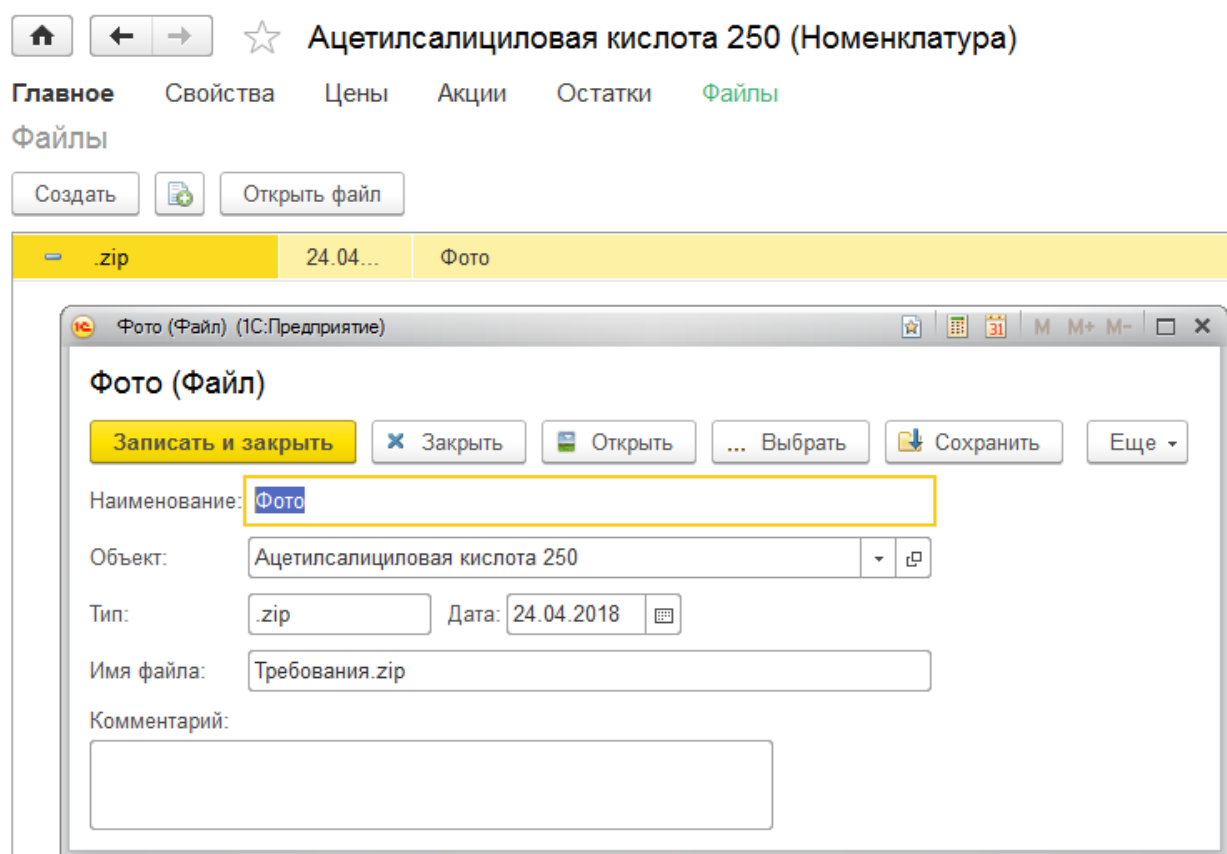 Ацетилсалициловая кислота 250 (Номенклатура)
Главное Свойства Цены Акции Остатки Файлы
Файлы
Создать Открыть файл
.zip 24.04... Фото
1С Фото (Файл) (1С:Предприятие) 31 M M+ M-
Фото (Файл)
Записать и закрыть Закрыть Открыть ... Выбрать Сохранить Еще
Наименование: Фото
Объект: Ацетилсалициловая кислота 250
Тип: .zip Дата: 24.04.2018
Имя файла: Требования.zip
Комментарий: